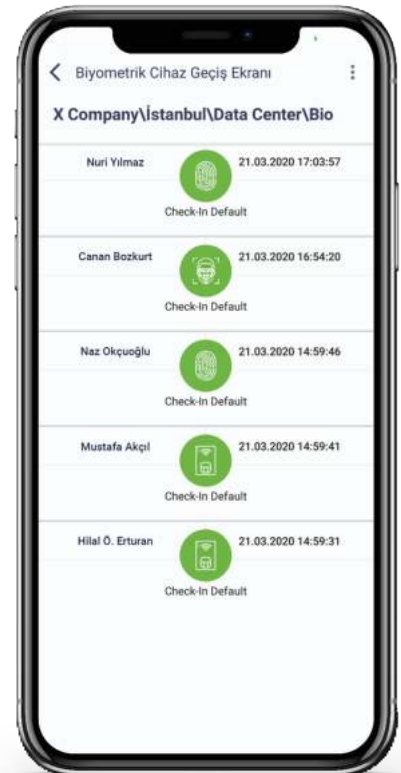 Biyometrik Cihaz Geçiş Ekranı
X Company\İstanbul\Data Center\Bio
Nuri Yılmaz 21.03.2020 17:03:57
Check-In Default
Canan Bozkurt 21.03.2020 16:54:20
Check-In Default
Naz Okçuoğlu 21.03.2020 14:59:46
Check-In Default
Mustafa Akçıl 21.03.2020 14:59:41
Check-In Default
Hilal Ö. Erturan 21.03.2020 14:59:31
Check-In Default